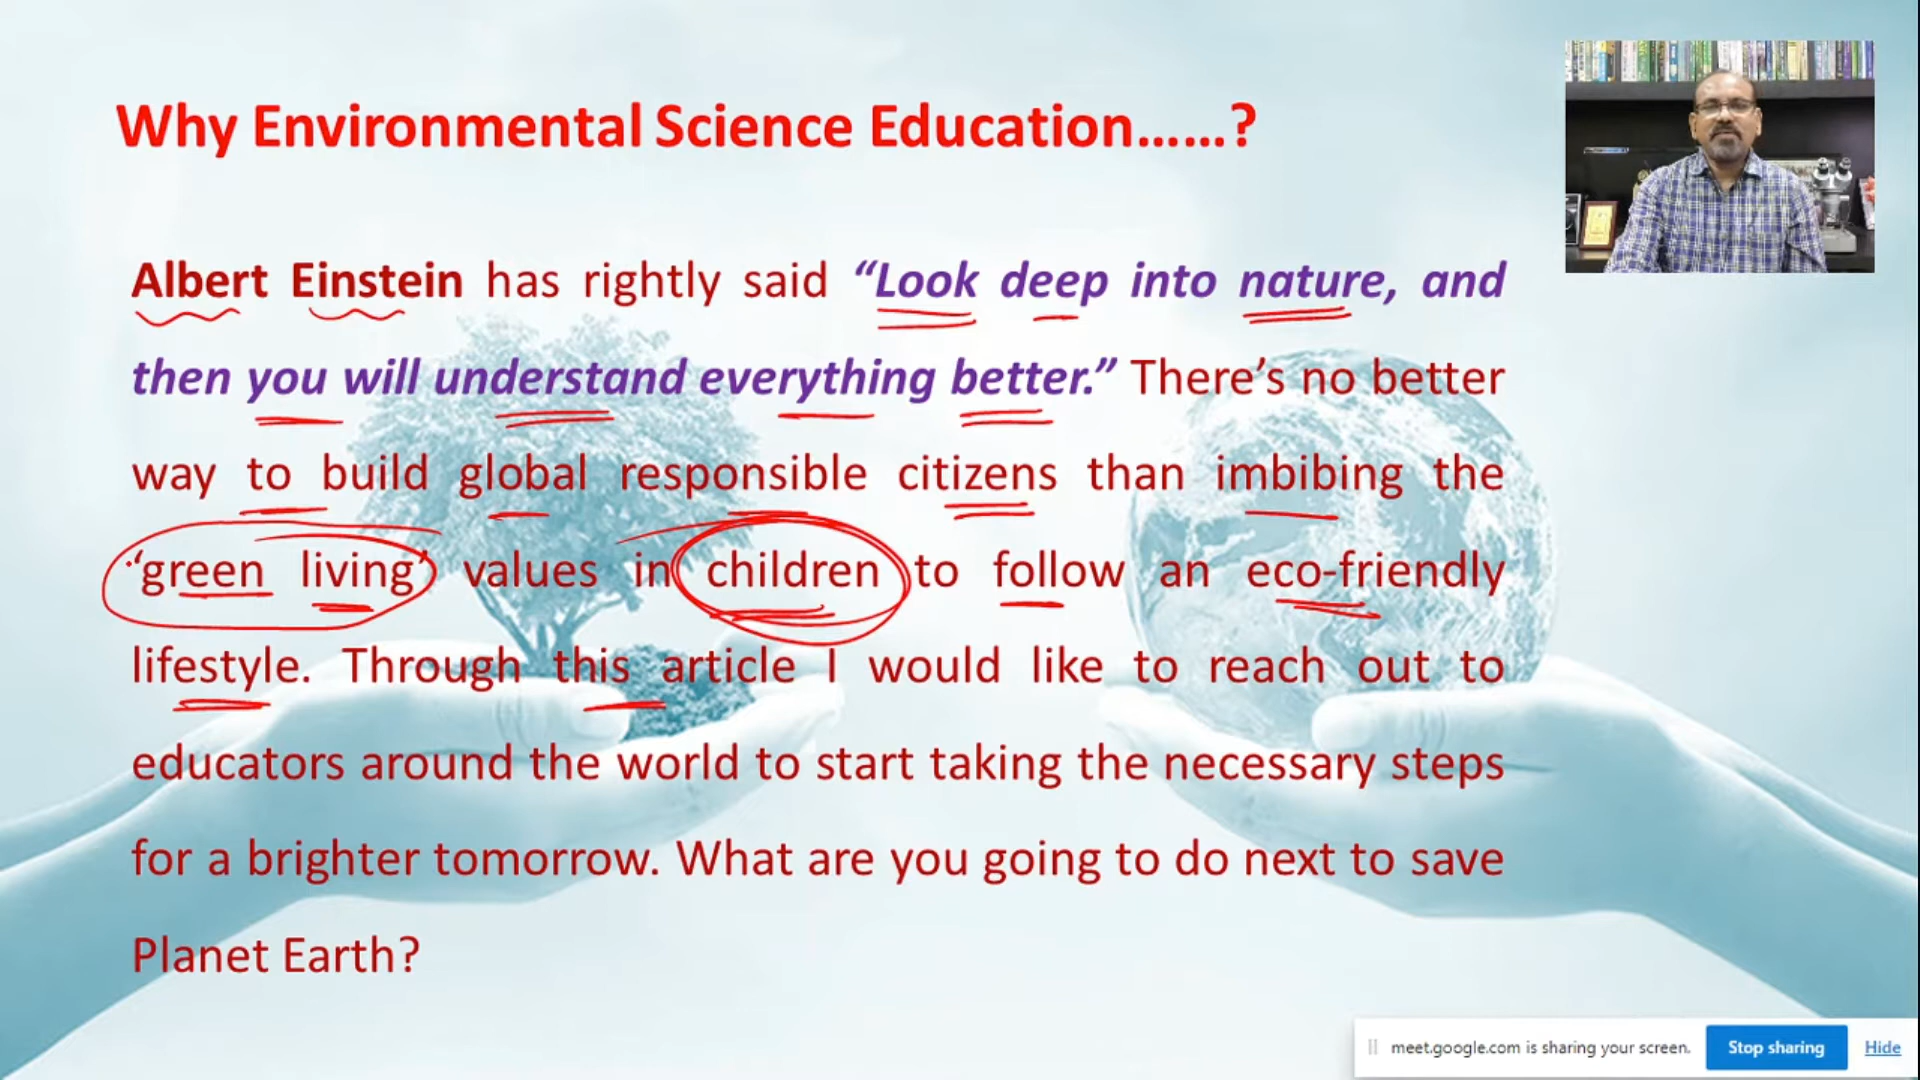 Why Environmental Science Education……?
Albert Einstein has rightly said “Look deep into nature, and
then you will understand everything better.” There’s no better
way to build global responsible citizens than imbibing the
‘green living’ values in children to follow an eco-friendly
lifestyle. Through this article I would like to reach out to
educators around the world to start taking the necessary steps
for a brighter tomorrow. What are you going to do next to save
Planet Earth?
meet.google.com is sharing your screen. Stop sharing Hide